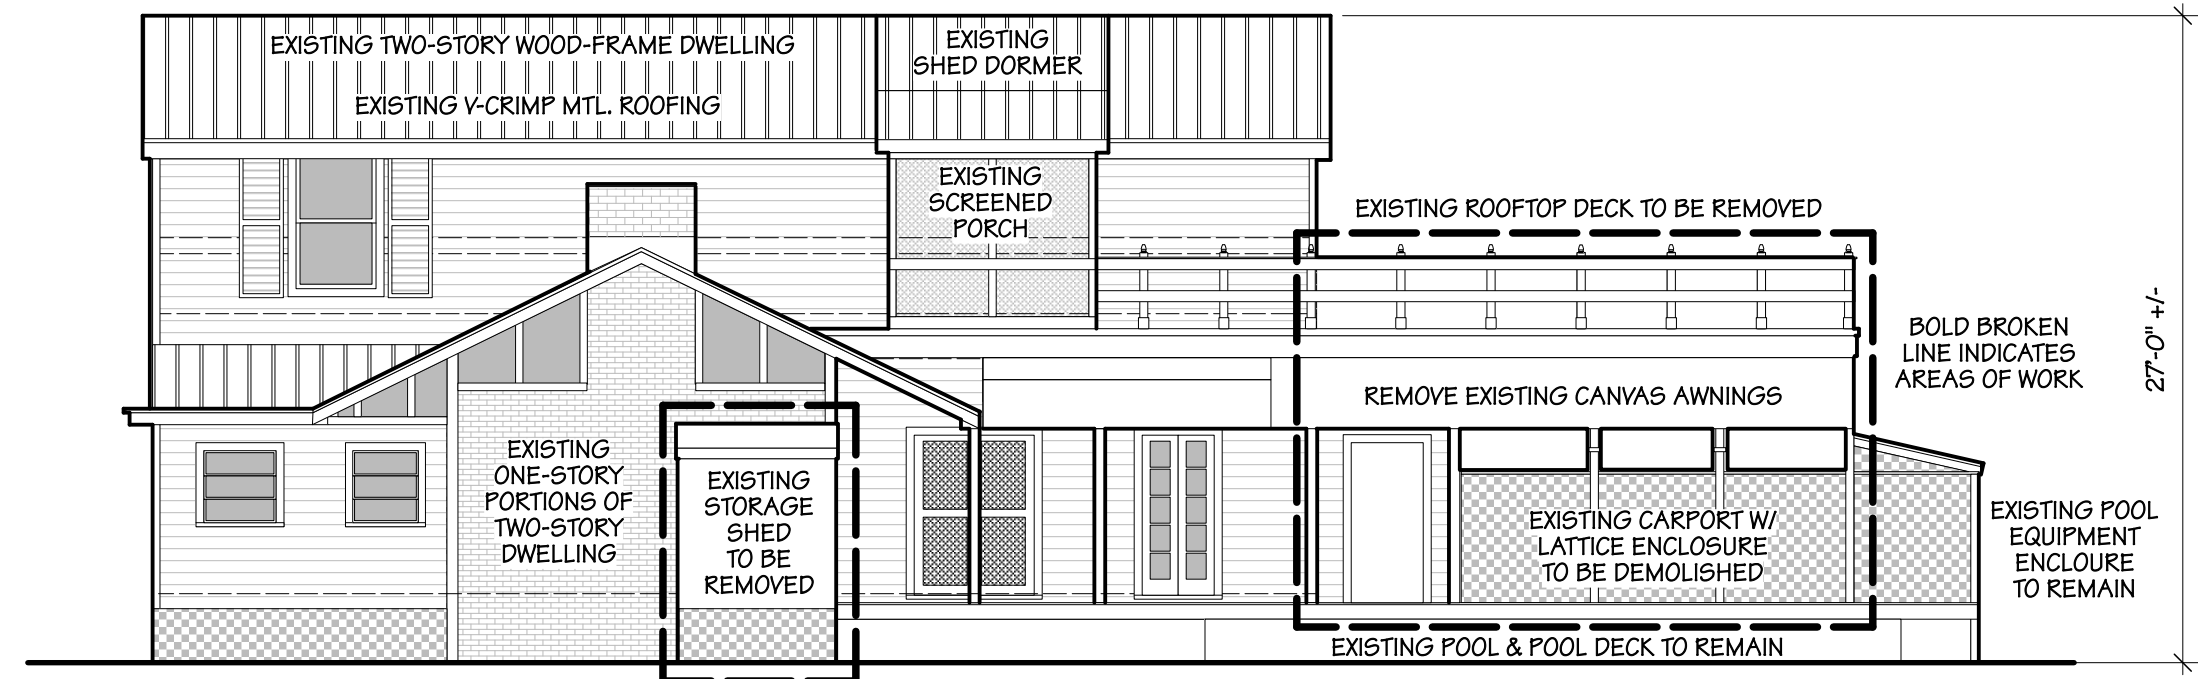 EXISTING TWO-STORY WOOD-FRAME DWELLING
EXISTING V-CRIMP MTL. ROOFING
EXISTING
SHED DORMER
EXISTING
SCREENED
PORCH
EXISTING ROOFTOP DECK TO BE REMOVED
BOLD BROKEN
LINE INDICATES
AREAS OF WORK
27'-0" +/-
REMOVE EXISTING CANVAS AWNINGS
EXISTING
ONE-STORY
PORTIONS OF
TWO-STORY
DWELLING
EXISTING
STORAGE
SHED
TO BE
REMOVED
EXISTING CARPORT W/
LATTICE ENCLOSURE
TO BE DEMOLISHED
EXISTING POOL
EQUIPMENT
ENCLOURE
TO REMAIN
EXISTING POOL & POOL DECK TO REMAIN